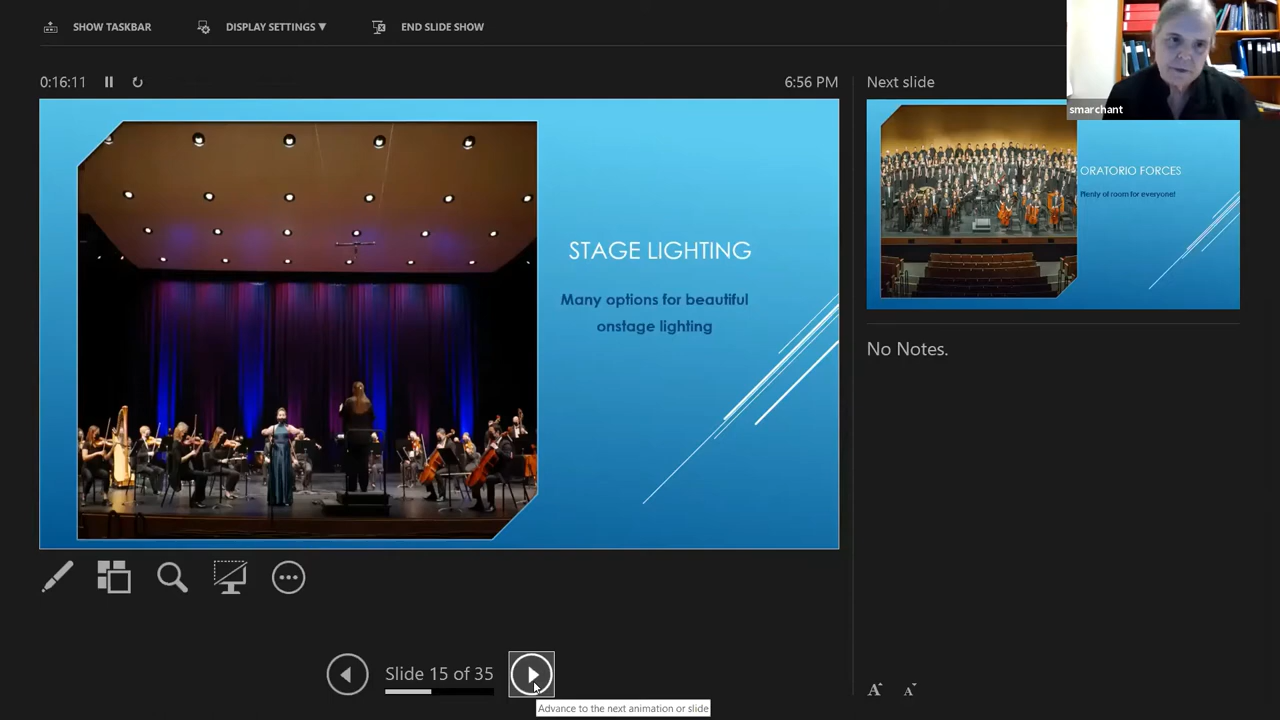 SHOW TASKBAR
DISPLAY SETTINGS ▼
END SLIDE SHOW
smarchant
0:16:11
6:56 PM
Next slide
STAGE LIGHTING
Many options for beautiful
onstage lighting
ORATORIO FORCES
Plenty of room for everyone!
No Notes.
Slide 15 of 35
Advance to the next animation or slide
A
A